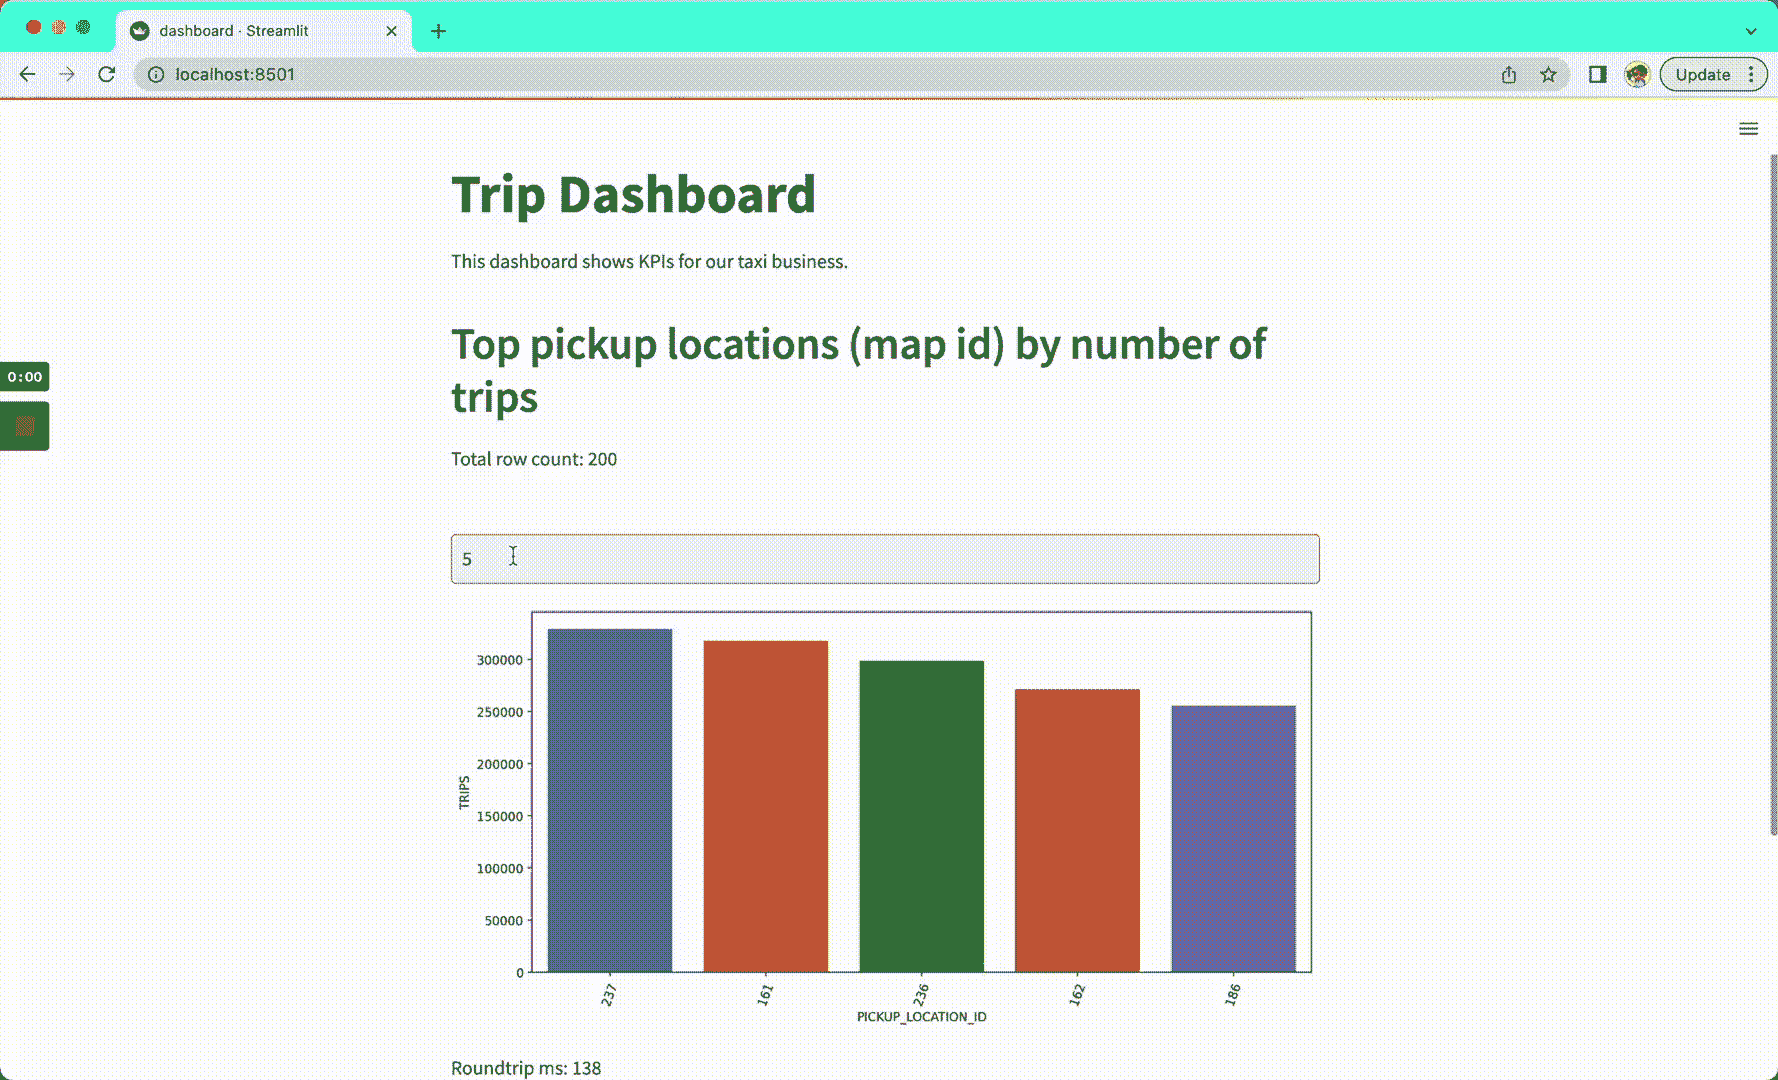 dashboard · Streamlit
localhost:8501
Update
Trip Dashboard
This dashboard shows KPIs for our taxi business.
Top pickup locations (map id) by number of
trips
0:00
Total row count: 200
5
300000
250000
200000
150000
100000
50000
0
TRIPS
237
161
236
162
186
PICKUP_LOCATION_ID
Roundtrip ms: 138